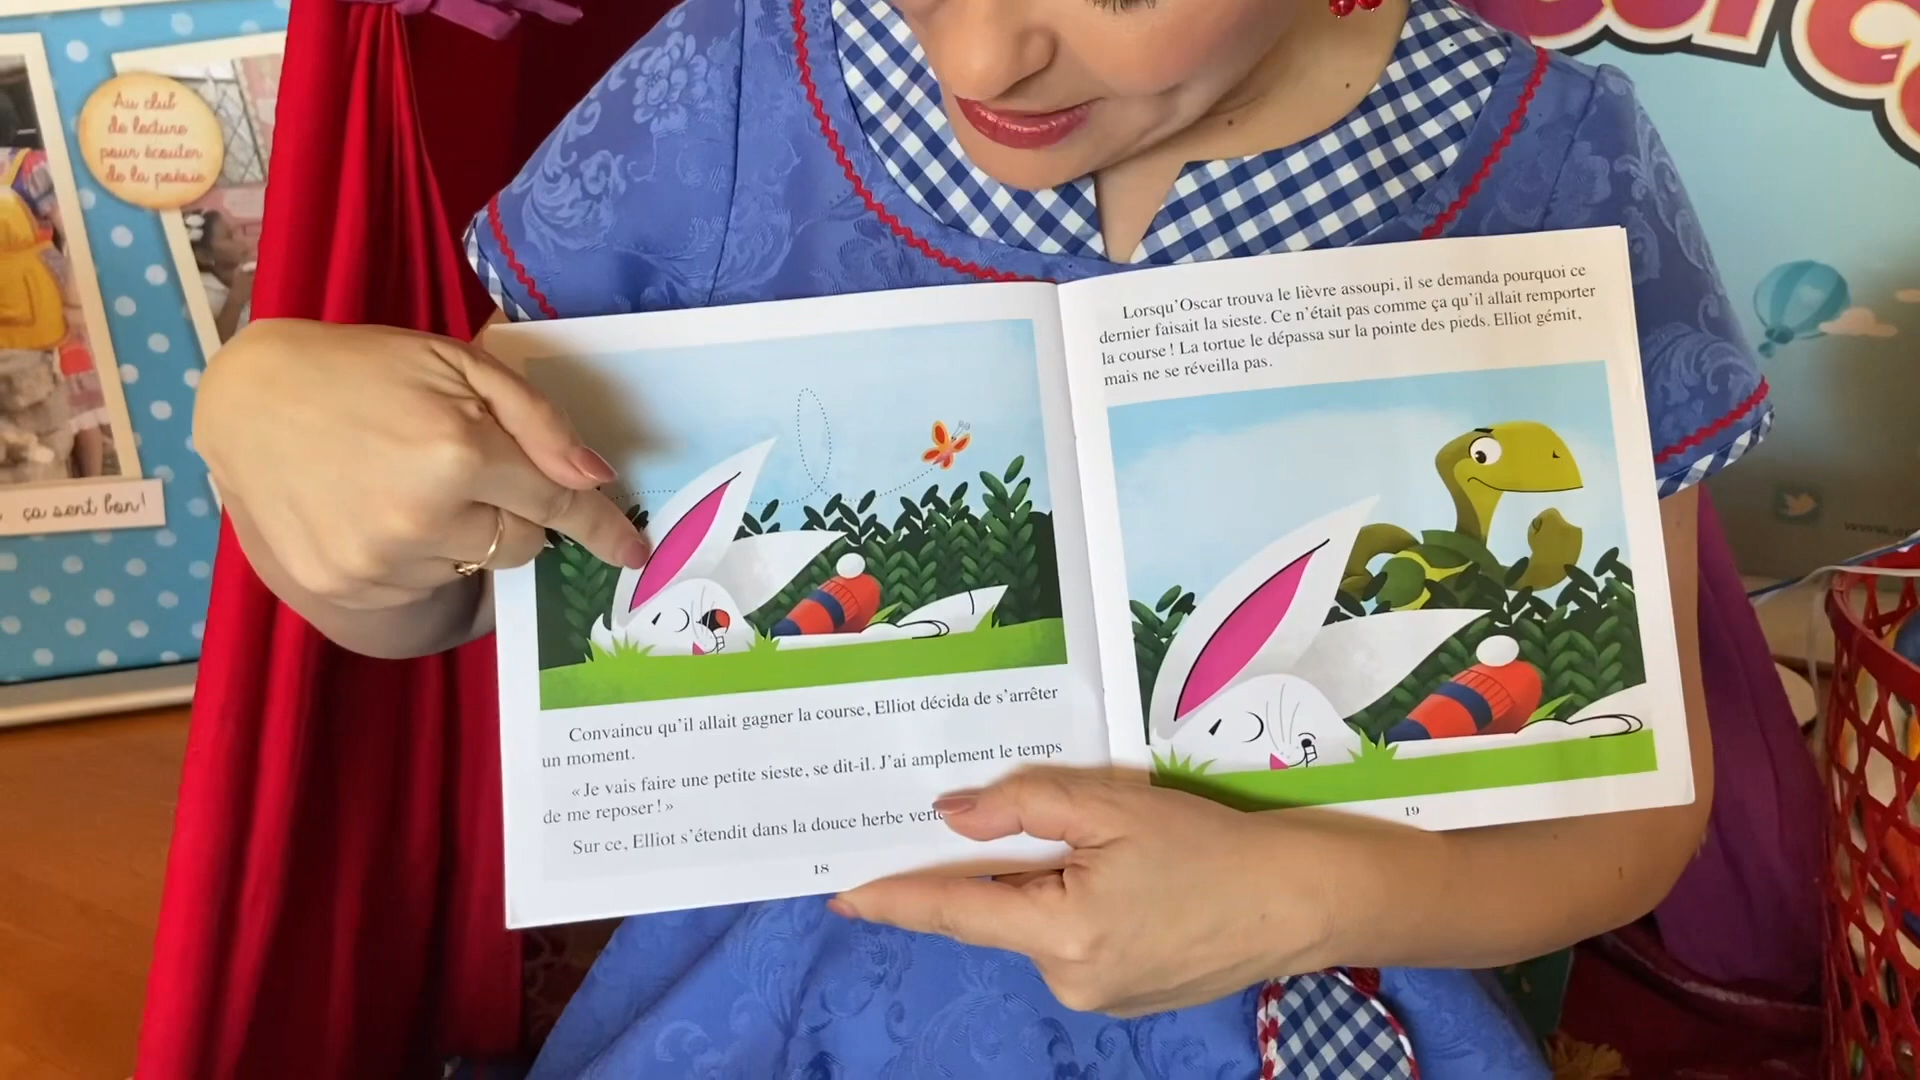 Au club
de lecture
pour écouter
de la poésie
ça sent bon!
Convaincu qu'il allait gagner la course, Elliot décida de s'arrêter
un moment.
« Je vais faire une petite sieste, se dit-il. J'ai amplement le temps
de me reposer ! »
Sur ce, Elliot s'étendit dans la douce herbe
18
Lorsqu'Oscar trouva le lièvre assoupi, il se demanda pourquoi ce
dernier faisait la sieste. Ce n'était pas comme ça qu'il allait remporter
la course ! La tortue le dépassa sur la pointe des pieds. Elliot gémit,
mais ne se réveilla pas.
19